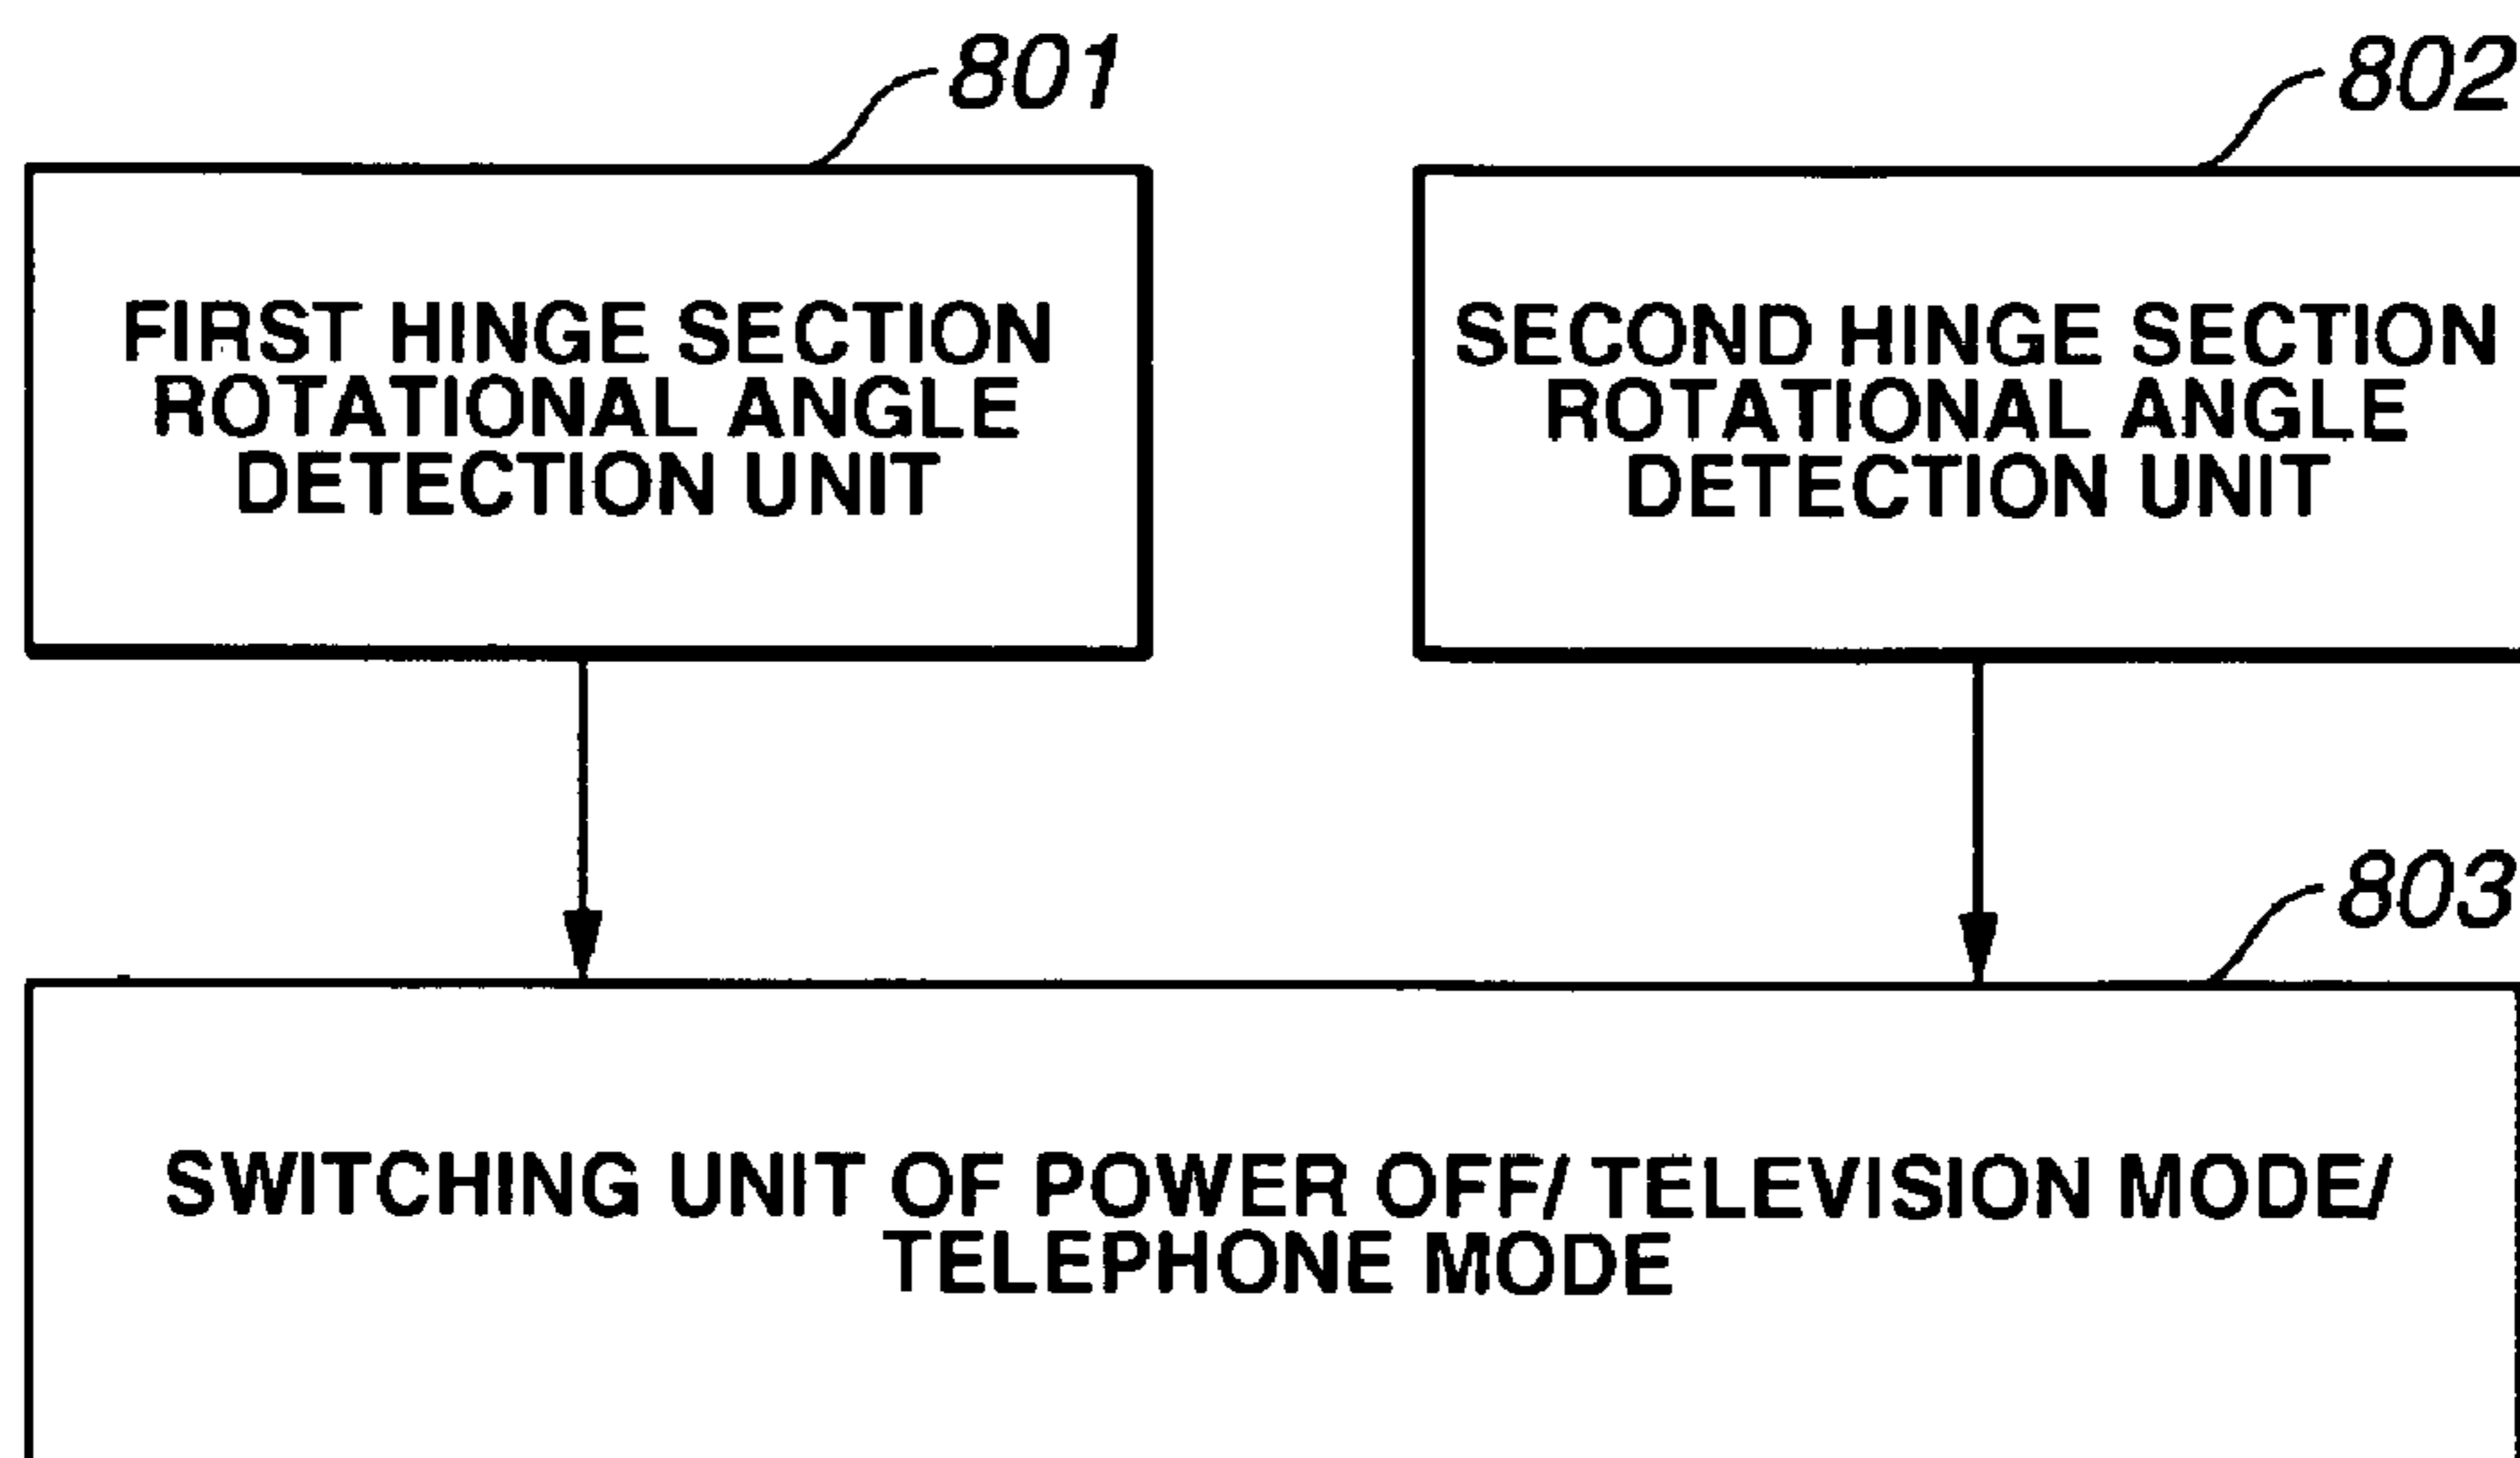 801
802
FIRST HINGE SECTION
ROTATIONAL ANGLE
DETECTION UNIT
SECOND HINGE SECTION
ROTATIONAL ANGLE
DETECTION UNIT
803
SWITCHING UNIT OF POWER OFF/ TELEVISION MODE/
TELEPHONE MODE